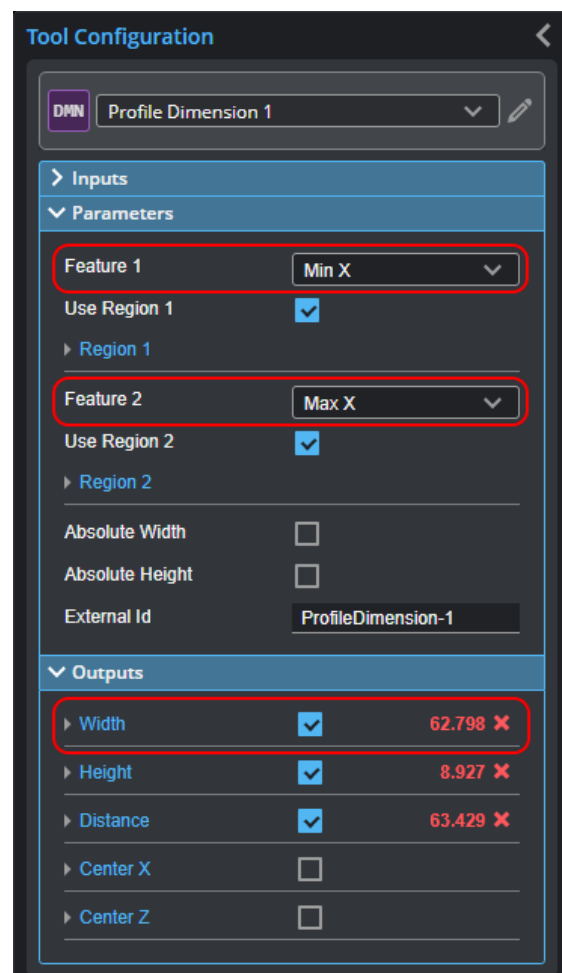 Tool Configuration
DMN Profile Dimension 1
Inputs
Parameters
Feature 1 Min X
Use Region 1
Region 1
Feature 2 Max X
Use Region 2
Region 2
Absolute Width
Absolute Height
External Id ProfileDimension-1
Outputs
Width 62.798
Height 8.927
Distance 63.429
Center X
Center Z